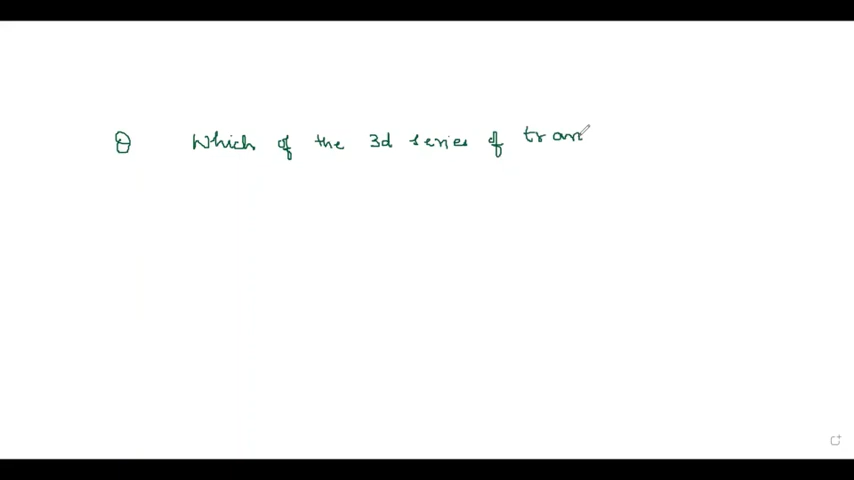 Q Which of the 3d series of tran